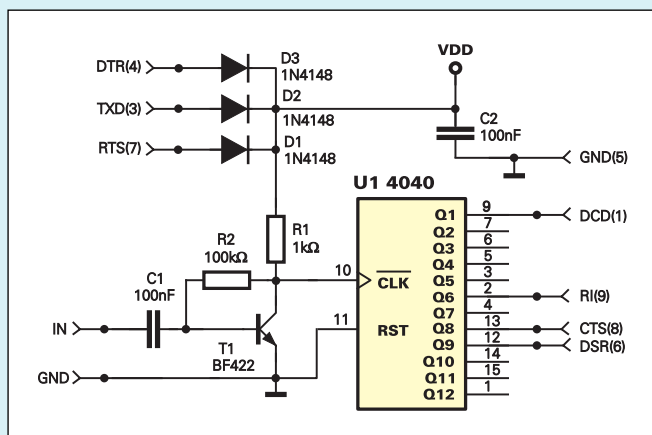 DTR(4)
D3
1N4148
VDD
TXD(3)
D2
1N4148
RTS(7)
D1
1N4148
C2
100nF
GND(5)
U1 4040
R1
1kΩ
R2
100kΩ
C1
100nF
IN
GND
T1
BF422
10
CLK
11
RST
Q1 9 DCD(1)
Q2 7
Q3 6
Q4 5
Q5 3
Q6 2 RI(9)
Q7 4
Q8 13 CTS(8)
Q9 12 DSR(6)
Q10 14
Q11 15
Q12 1